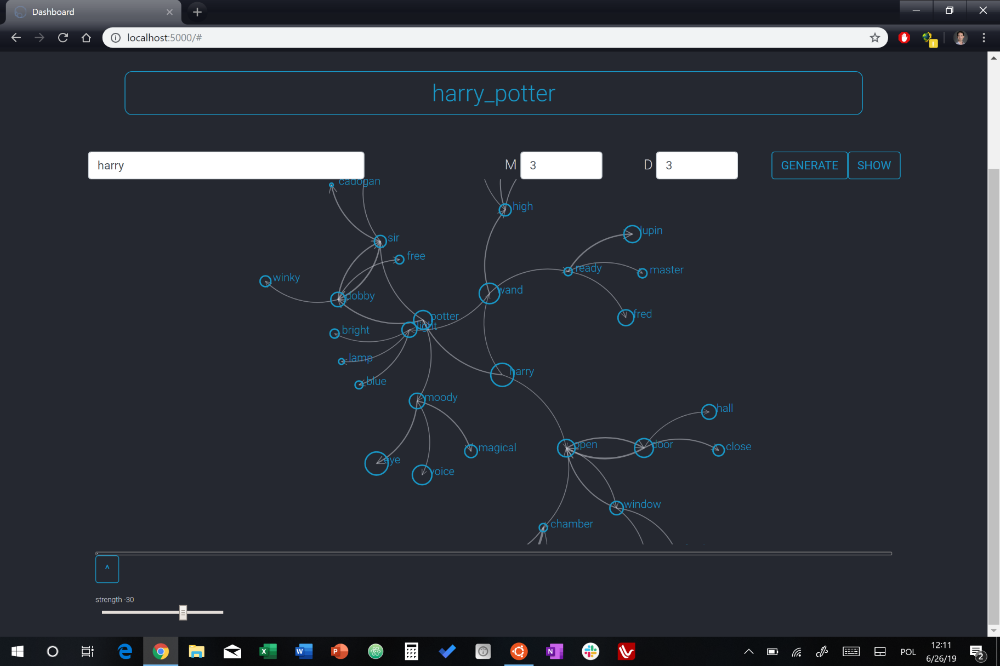 Dashboard
localhost:5000/#
harry_potter
harry
M 3
D 3
GENERATE
SHOW
cadogan
high
lupin
sir
free
ready
master
winky
wand
dobby
fred
potter
light
bright
lamp
harry
blue
moody
hall
magical
open
door
close
eye
voice
window
chamber
^
strength -30
POL
12:11
6/26/19
2